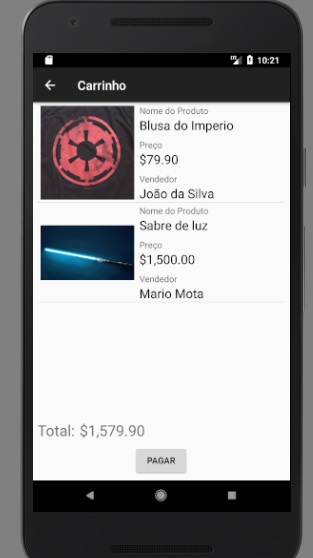 10:21
Carrinho
Nome do Produto
Blusa do Imperio
Preço
$79.90
Vendedor
João da Silva
Nome do Produto
Sabre de luz
Preço
$1,500.00
Vendedor
Mario Mota
Total: $1,579.90
PAGAR